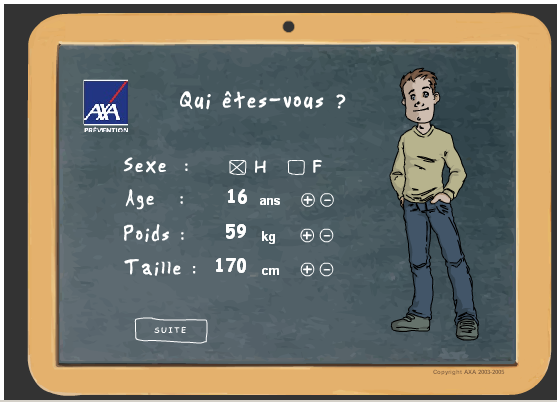 AXA
PRÉVENTION
Qui êtes-vous ?
Sexe : H F
Age : 16 ans
Poids : 59 kg
Taille : 170 cm
SUITE
Copyright AXA 2003-2005